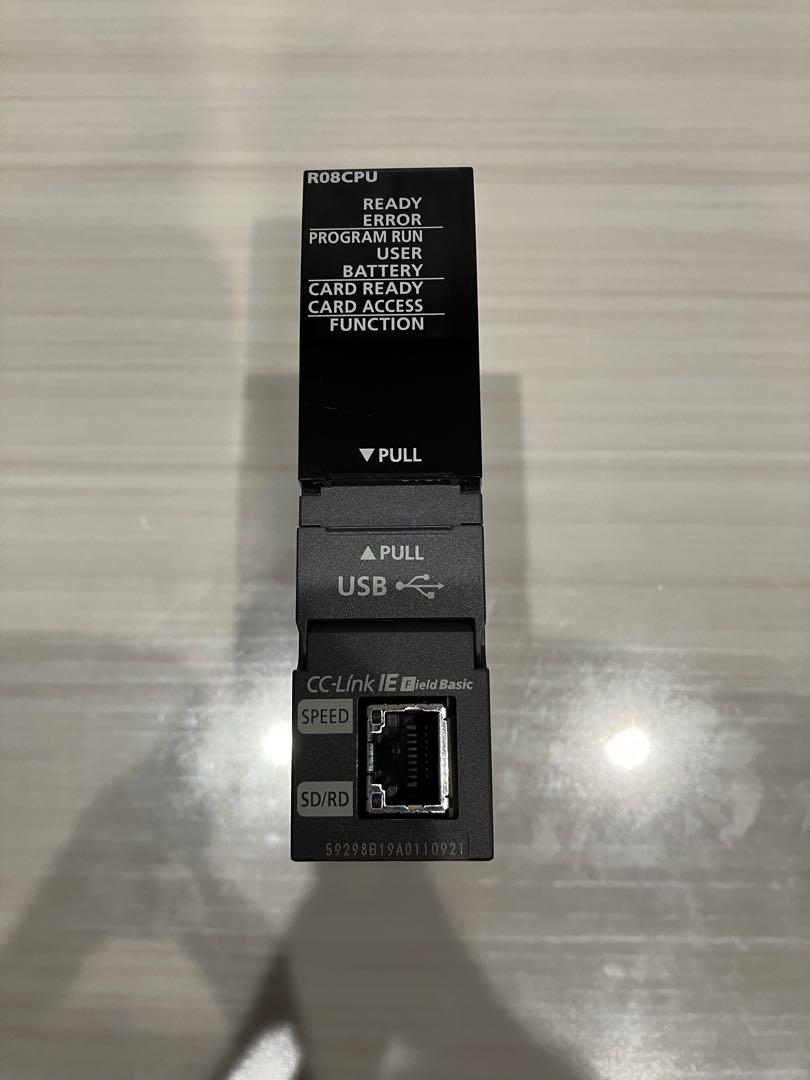 R08CPU
READY
ERROR
PROGRAM RUN
USER
BATTERY
CARD READY
CARD ACCESS
FUNCTION
▼PULL
▲PULL
USB
CC-Link IE Field Basic
SPEED
SD/RD
59298B19A0110921